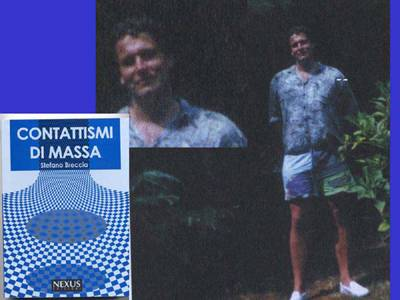 CONTATTISMI
DI MASSA
Stefano Breccia
NEXUS